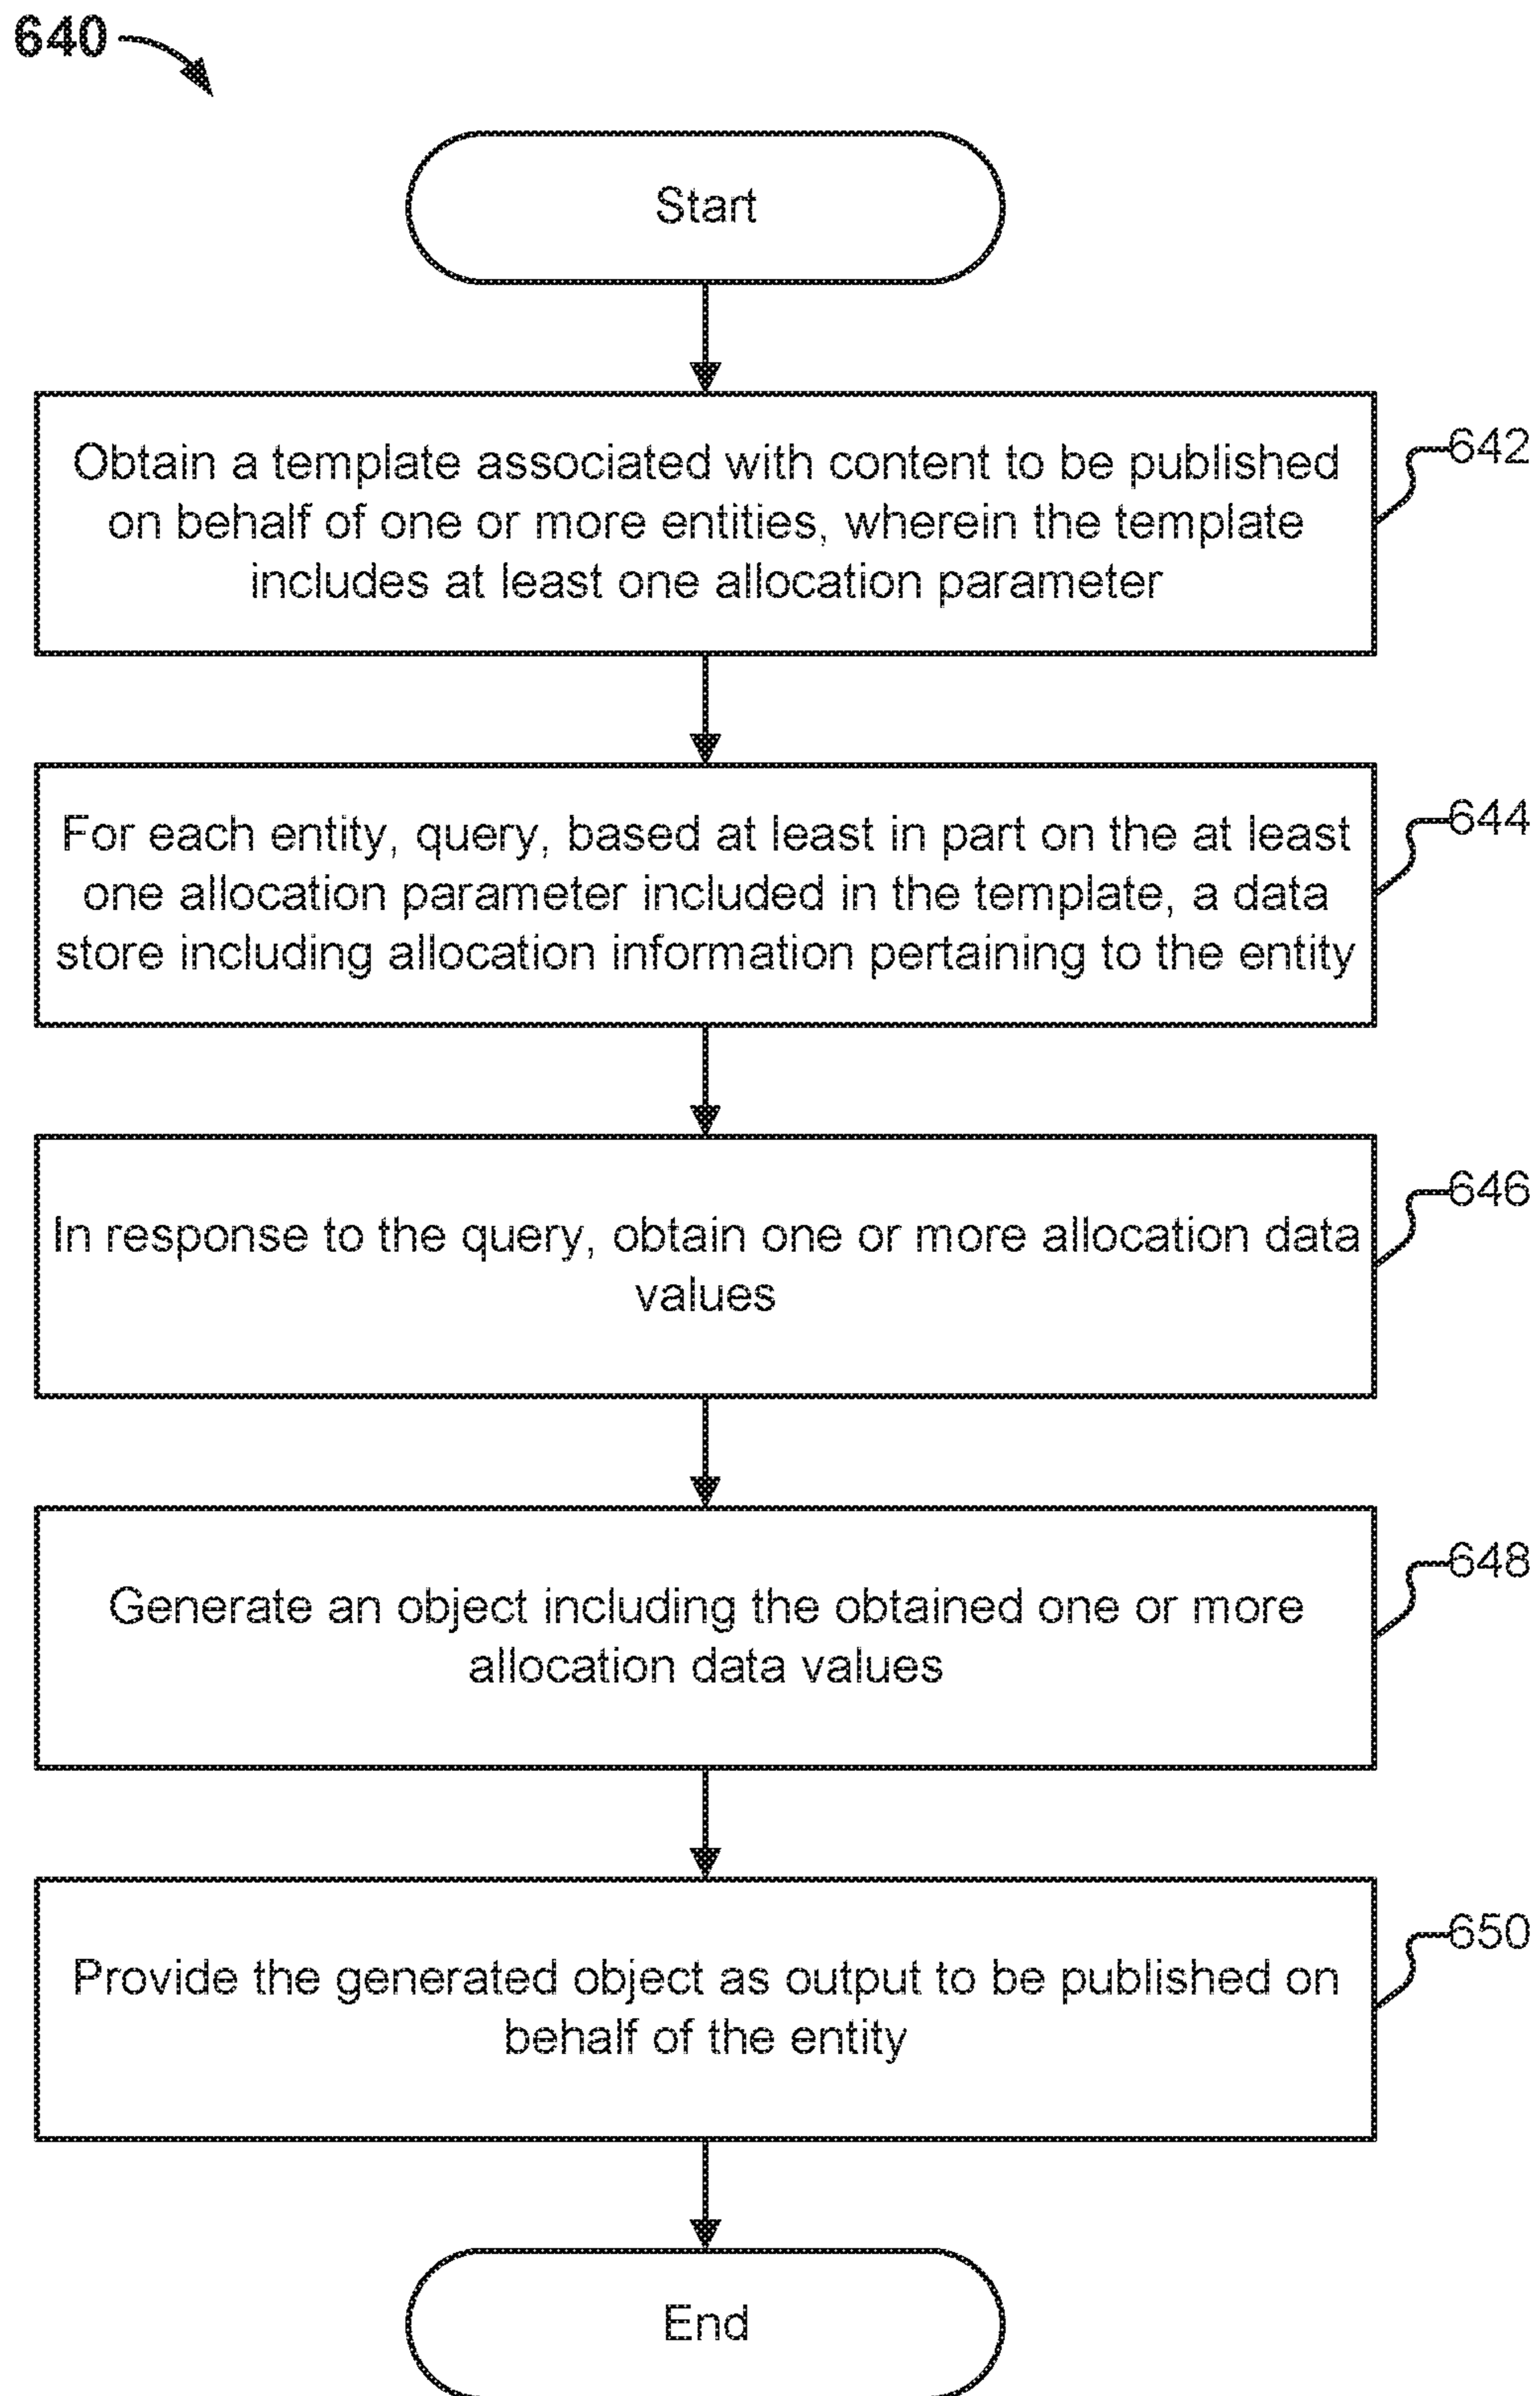 640
Start
Obtain a template associated with content to be published
on behalf of one or more entities, wherein the template
includes at least one allocation parameter
642
For each entity, query, based at least in part on the at least
one allocation parameter included in the template, a data
store including allocation information pertaining to the entity
644
In response to the query, obtain one or more allocation data
values
646
Generate an object including the obtained one or more
allocation data values
648
Provide the generated object as output to be published on
behalf of the entity
650
End